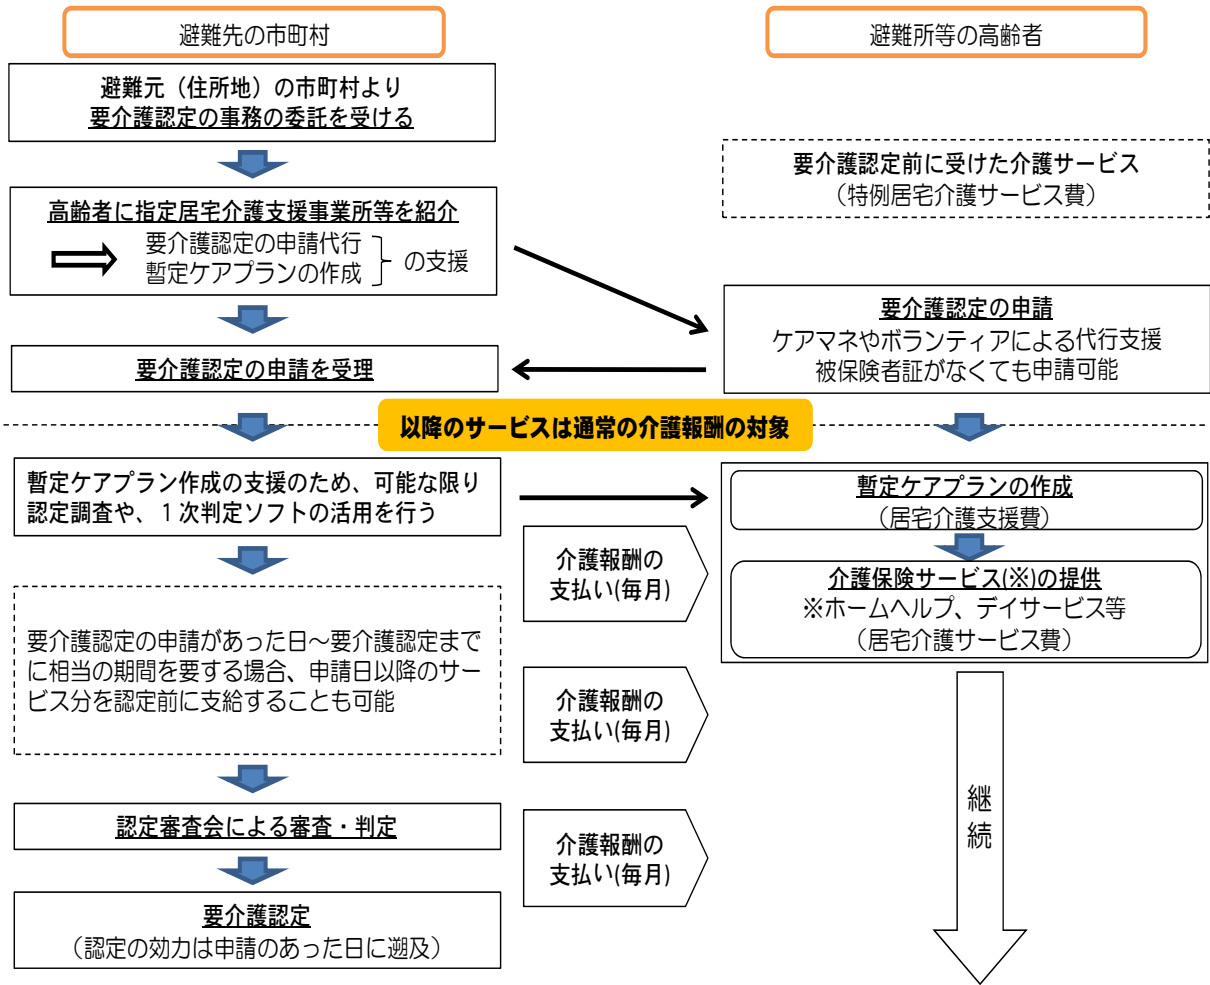 避難先の市町村
避難所等の高齢者
避難元（住所地）の市町村より
要介護認定の事務の委託を受ける
要介護認定前に受けた介護サービス
（特例居宅介護サービス費）
高齢者に指定居宅介護支援事業所等を紹介
要介護認定の申請代行
暫定ケアプランの作成
の支援
要介護認定の申請
ケアマネやボランティアによる代行支援
被保険者証がなくても申請可能
要介護認定の申請を受理
以降のサービスは通常の介護報酬の対象
暫定ケアプラン作成の支援のため、可能な限り
認定調査や、１次判定ソフトの活用を行う
暫定ケアプランの作成
（居宅介護支援費）
介護報酬の
支払い(毎月)
介護保険サービス(※)の提供
※ホームヘルプ、デイサービス等
（居宅介護サービス費）
要介護認定の申請があった日～要介護認定まで
に相当の期間を要する場合、申請日以降のサー
ビス分を認定前に支給することも可能
介護報酬の
支払い(毎月)
継続
認定審査会による審査・判定
介護報酬の
支払い(毎月)
要介護認定
（認定の効力は申請のあった日に遡及）